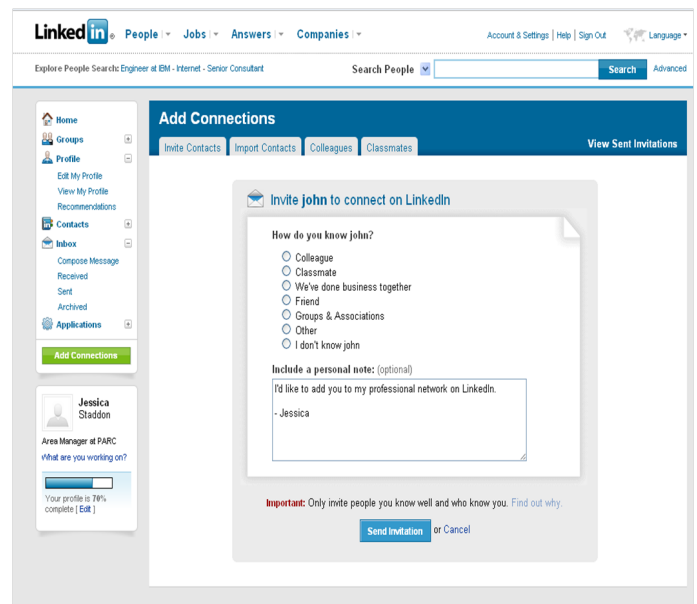 Linked in ® People Jobs Answers Companies Account & Settings | Help | Sign Out Language
Explore People Search: Engineer at IBM - Internet - Senior Consultant Search People Search Advanced
Home
Groups
Profile
Edit My Profile
View My Profile
Recommendations
Contacts
Inbox
Compose Message
Received
Sent
Archived
Applications
Add Connections
Jessica
Staddon
Area Manager at PARC
What are you working on?
Your profile is 70%
complete [ Edit ]
Add Connections
Invite Contacts Import Contacts Colleagues Classmates View Sent Invitations
Invite john to connect on LinkedIn
How do you know john?
Colleague
Classmate
We've done business together
Friend
Groups & Associations
Other
I don't know john
Include a personal note: (optional)
I'd like to add you to my professional network on LinkedIn.
- Jessica
Important: Only invite people you know well and who know you. Find out why.
Send Invitation or Cancel